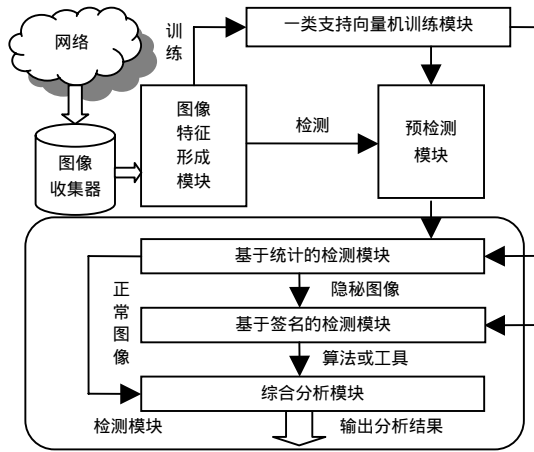 网络
训
练
一类支持向量机训练模块
图像
特征
形成
模块
检测
预检测
模块
图像
收集器
基于统计的检测模块
隐秘图像
正
常
图
像
基于签名的检测模块
算法或工具
综合分析模块
检测模块
输出分析结果